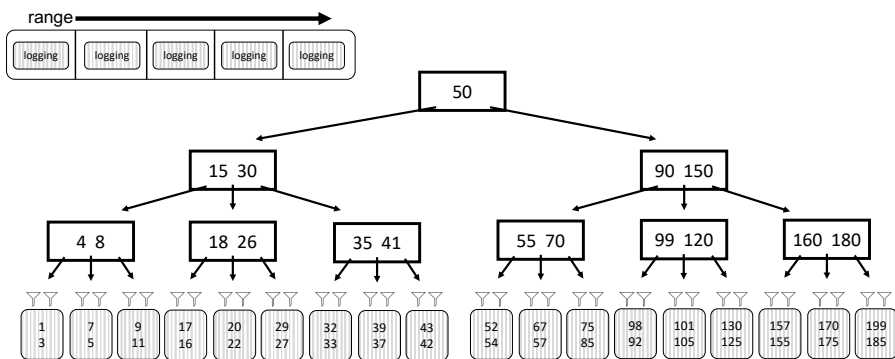 range
logging logging logging logging logging
50
15 30 90 150
4 8 18 26 35 41 55 70 99 120 160 180
1 7 9 17 20 29 32 39 43 52 67 75 98 101 130 157 170 199
3 5 11 16 22 27 33 37 42 54 57 85 92 105 125 155 175 185